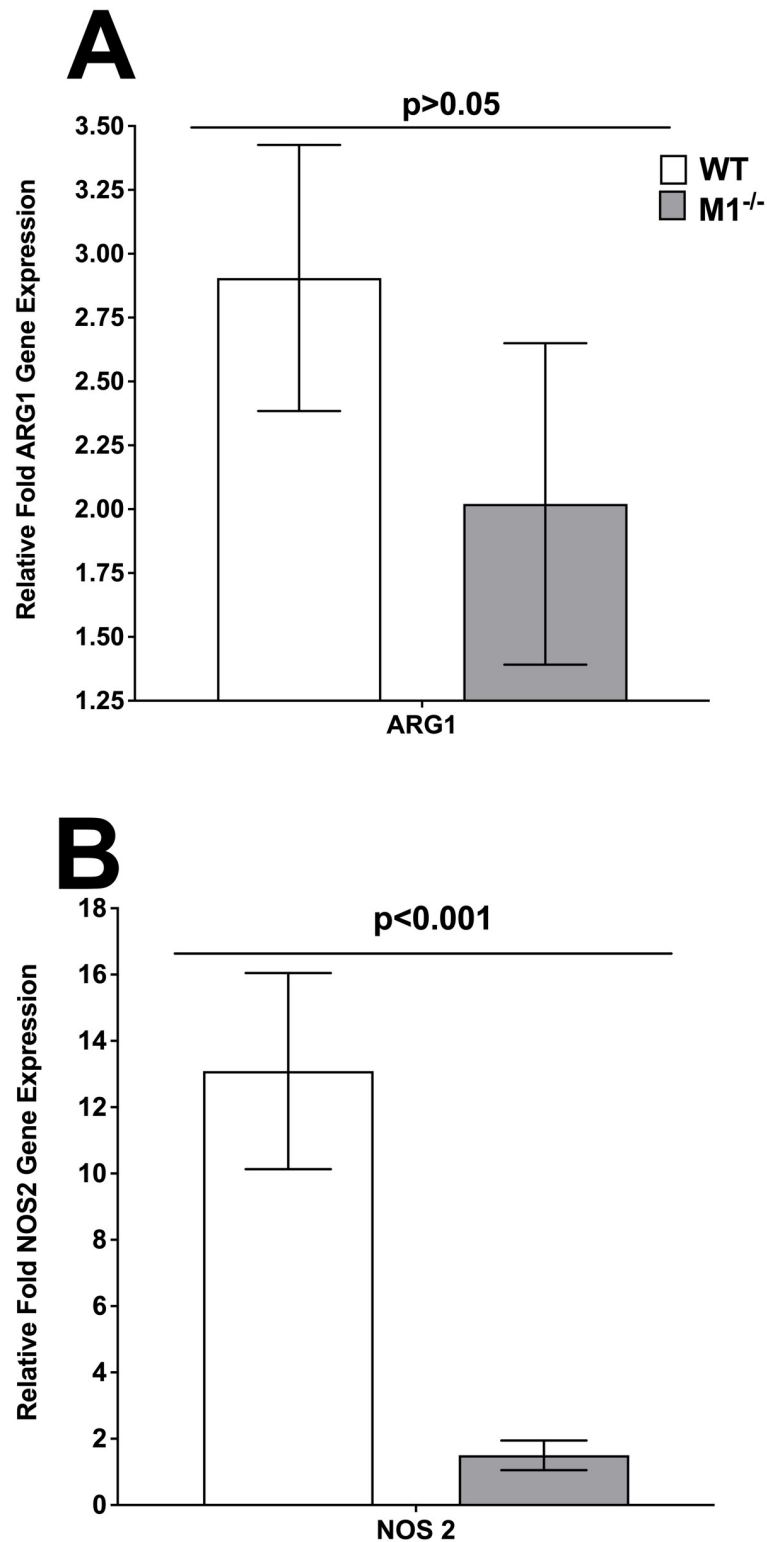 A
p>0.05
WT
M1-/-
Relative Fold ARG1 Gene Expression
3.50
3.25
3.00
2.75
2.50
2.25
2.00
1.75
1.50
1.25
ARG1
B
p<0.001
Relative Fold NOS2 Gene Expression
18
16
14
12
10
8
6
4
2
0
NOS 2